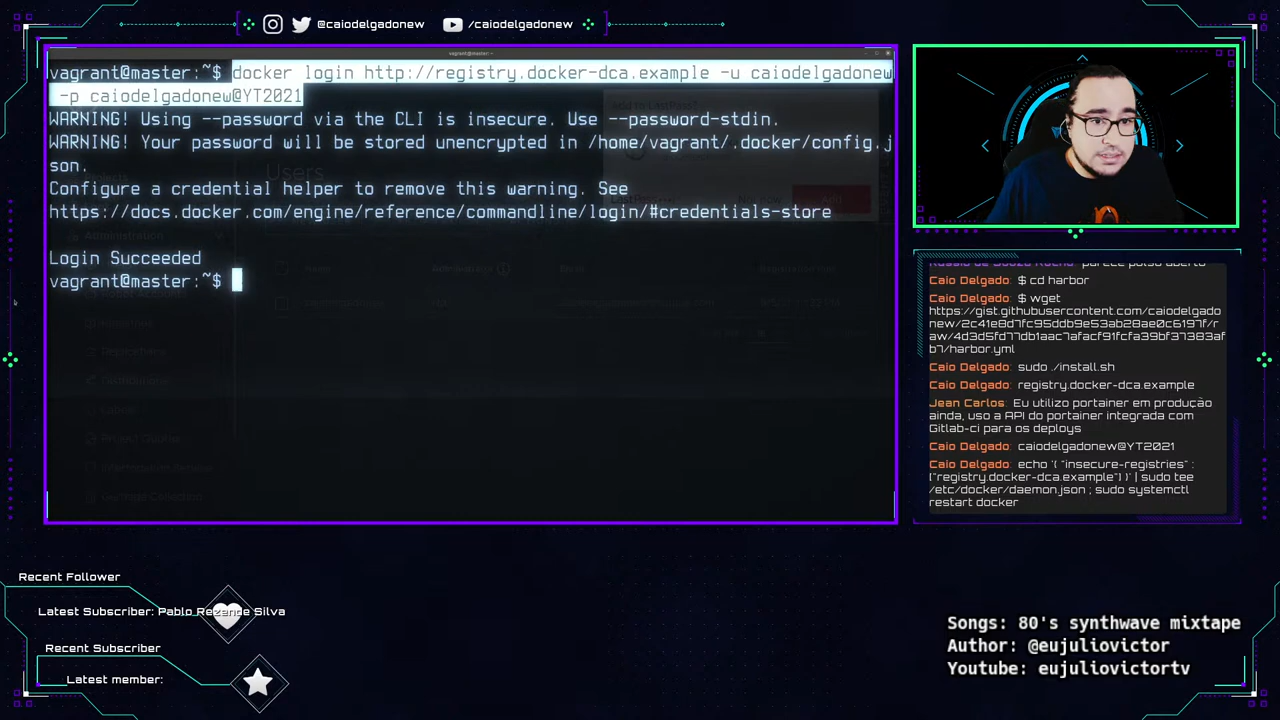 @caiodelgadonew /caiodelgadonew
vagrant@master:~
vagrant@master:~$ docker login http://registry.docker-dca.example -u caiodelgadonew
-p caiodelgadonew@YT2021
WARNING! Using --password via the CLI is insecure. Use --password-stdin.
WARNING! Your password will be stored unencrypted in /home/vagrant/.docker/config.j
son.
Configure a credential helper to remove this warning. See
https://docs.docker.com/engine/reference/commandline/login/#credentials-store
Login Succeeded
vagrant@master:~$
Users
Administration
parece polso aberto
Caio Delgado: $ cd harbor
Caio Delgado: $ wget
https://gist.githubusercontent.com/caiodelgado
new/2c41e8d7fc95ddb9e53ab28ae0c6197f/r
aw/4d3d5fd77db1aac7afacf91fcfa39bf37383af
b7/harbor.yml
Caio Delgado: sudo ./install.sh
Caio Delgado: registry.docker-dca.example
Jean Carlos: Eu utilizo portainer em produção
ainda, uso a API do portainer integrada com
Gitlab-ci para os deploys
Caio Delgado: caiodelgadonew@YT2021
Caio Delgado: echo '{ "insecure-registries" :
["registry.docker-dca.example"] }' | sudo tee
/etc/docker/daemon.json ; sudo systemctl
restart docker
Recent Follower
Latest Subscriber: Pablo Rezende Silva
Recent Subscriber
Latest member:
Songs: 80's synthwave mixtape
Author: @eujuliovictor
Youtube: eujuliovictortv